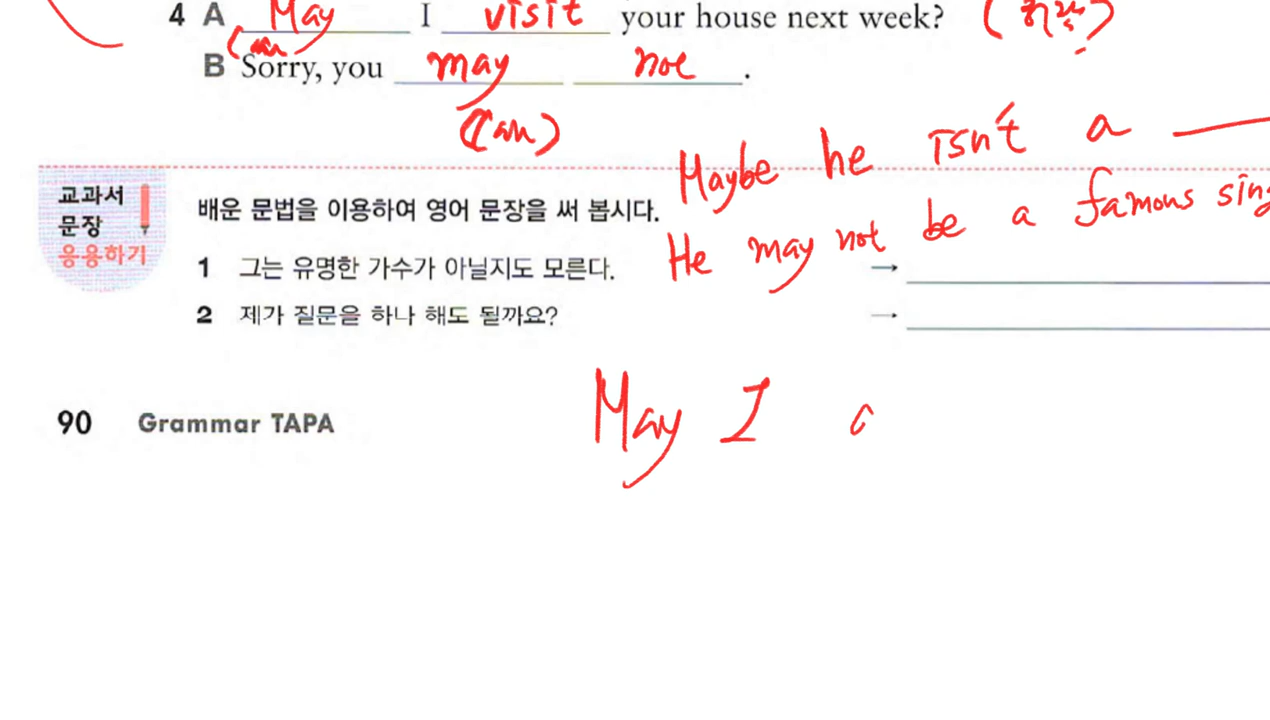 4 A May I visit your house next week? (허락)
(Can)
B Sorry, you may not.
(Can)
Maybe he isn't a
교과서
문장
응용하기
배운 문법을 이용하여 영어 문장을 써 봅시다.
He may not be a famous sing
1 그는 유명한 가수가 아닐지도 모른다. →
2 제가 질문을 하나 해도 될까요? →
May I a
90 Grammar TAPA